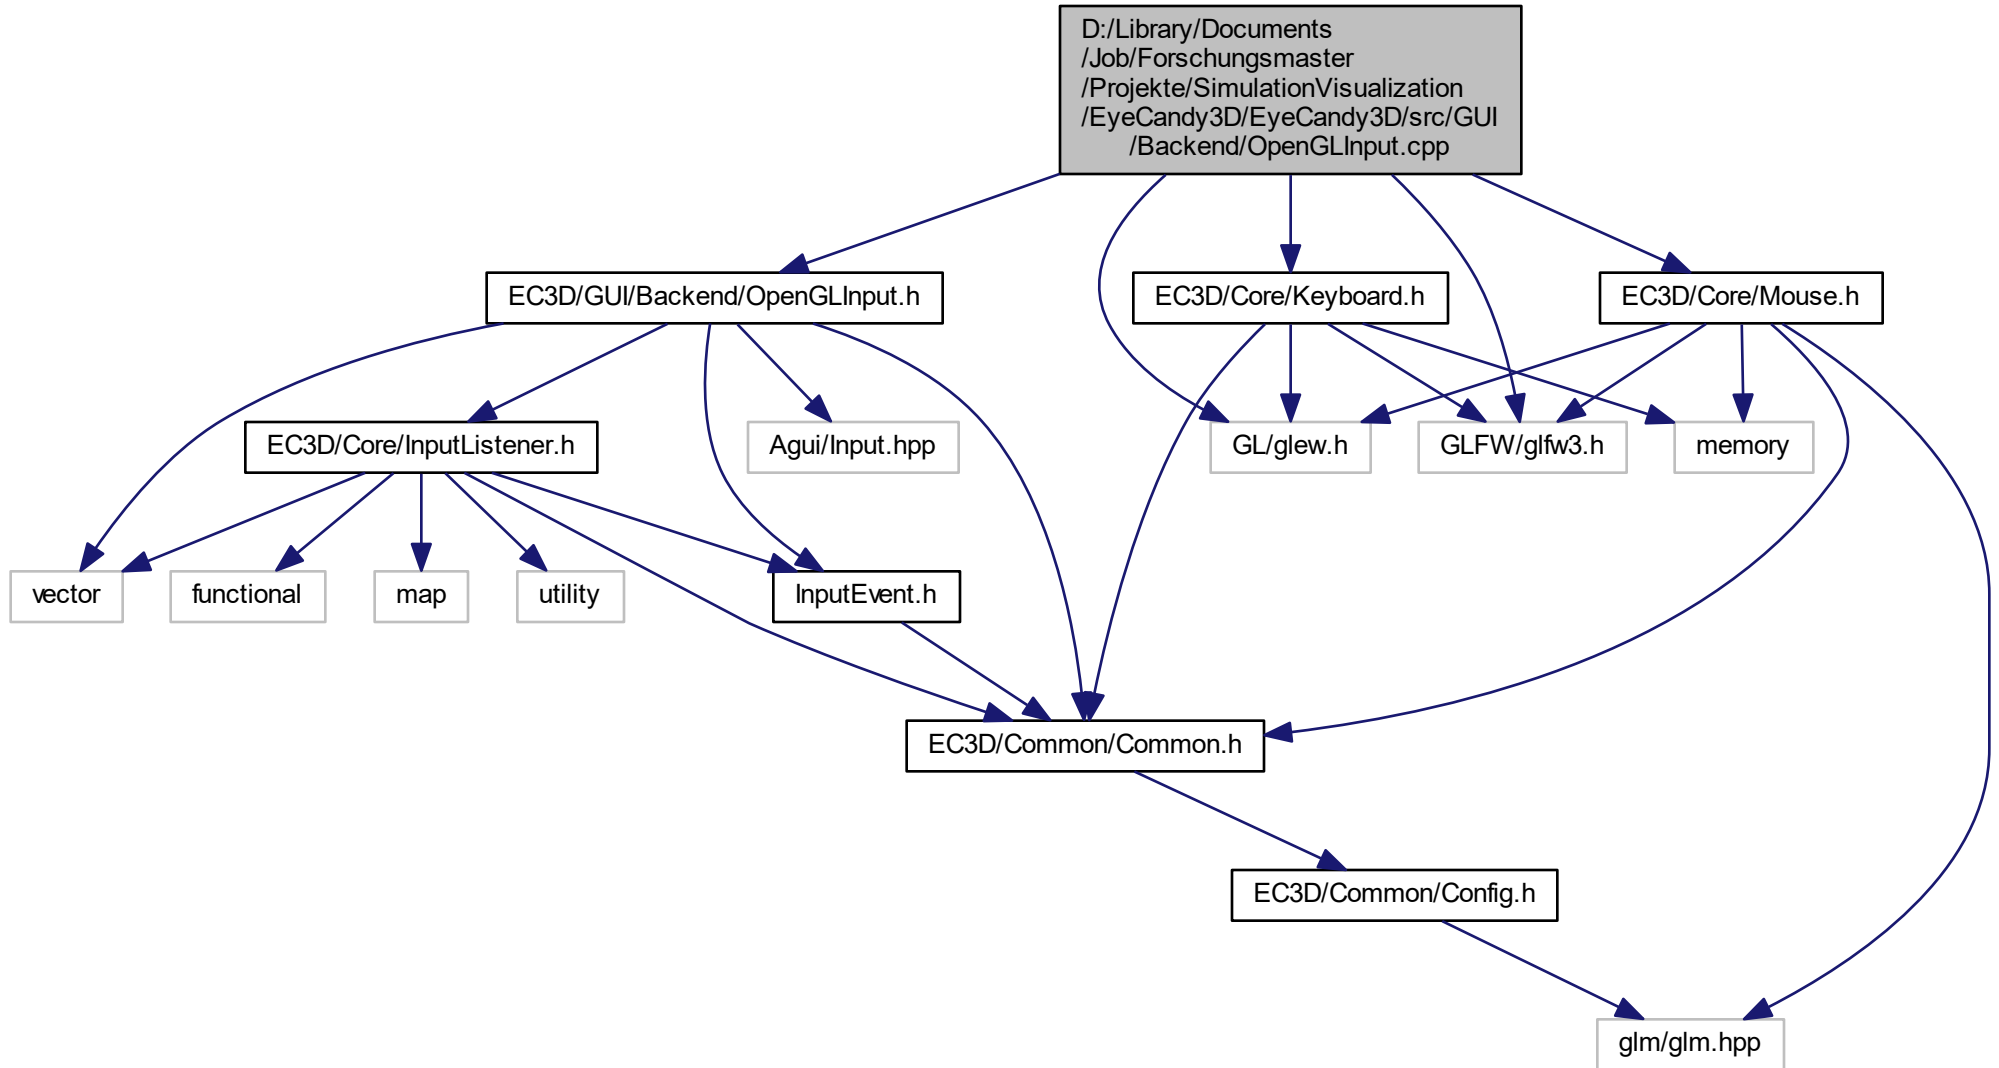 D:/Library/Documents
/Job/Forschungsmaster
/Projekte/SimulationVisualization
/EyeCandy3D/EyeCandy3D/src/GUI
/Backend/OpenGLInput.cpp
EC3D/GUI/Backend/OpenGLInput.h
EC3D/Core/Keyboard.h
EC3D/Core/Mouse.h
EC3D/Core/InputListener.h
Agui/Input.hpp
GL/glew.h
GLFW/glfw3.h
memory
vector
functional
map
utility
InputEvent.h
EC3D/Common/Common.h
EC3D/Common/Config.h
glm/glm.hpp